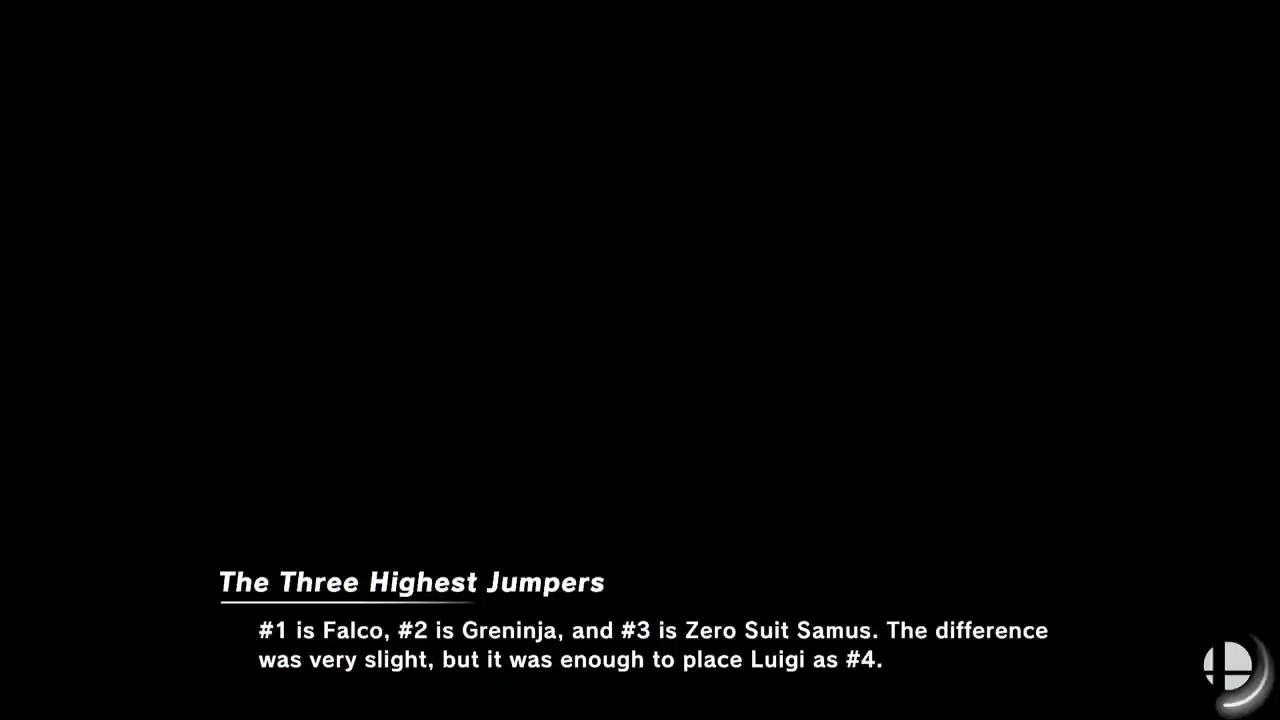 The Three Highest Jumpers
#1 is Falco, #2 is Greninja, and #3 is Zero Suit Samus. The difference
was very slight, but it was enough to place Luigi as #4.